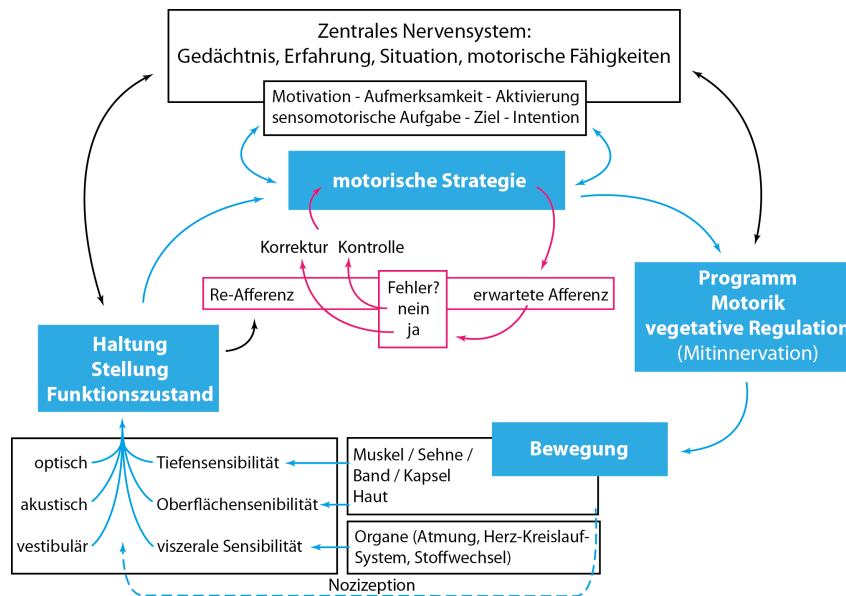 Zentrales Nervensystem:
Gedächtnis, Erfahrung, Situation, motorische Fähigkeiten
Motivation - Aufmerksamkeit - Aktivierung
sensomotorische Aufgabe - Ziel - Intention
motorische Strategie
Korrektur
Kontrolle
Re-Afferenz
Fehler?
nein
ja
erwartete Afferenz
Programm
Motorik
vegetative Regulation
(Mitinnervation)
Haltung
Stellung
Funktionszustand
Bewegung
optisch
akustisch
vestibulär
Tiefensibilität
Oberflächensenibilität
viszerale Sensibilität
Muskel / Sehne /
Band / Kapsel
Haut
Organe (Atmung, Herz-Kreislauf-
System, Stoffwechsel)
Nozizeption